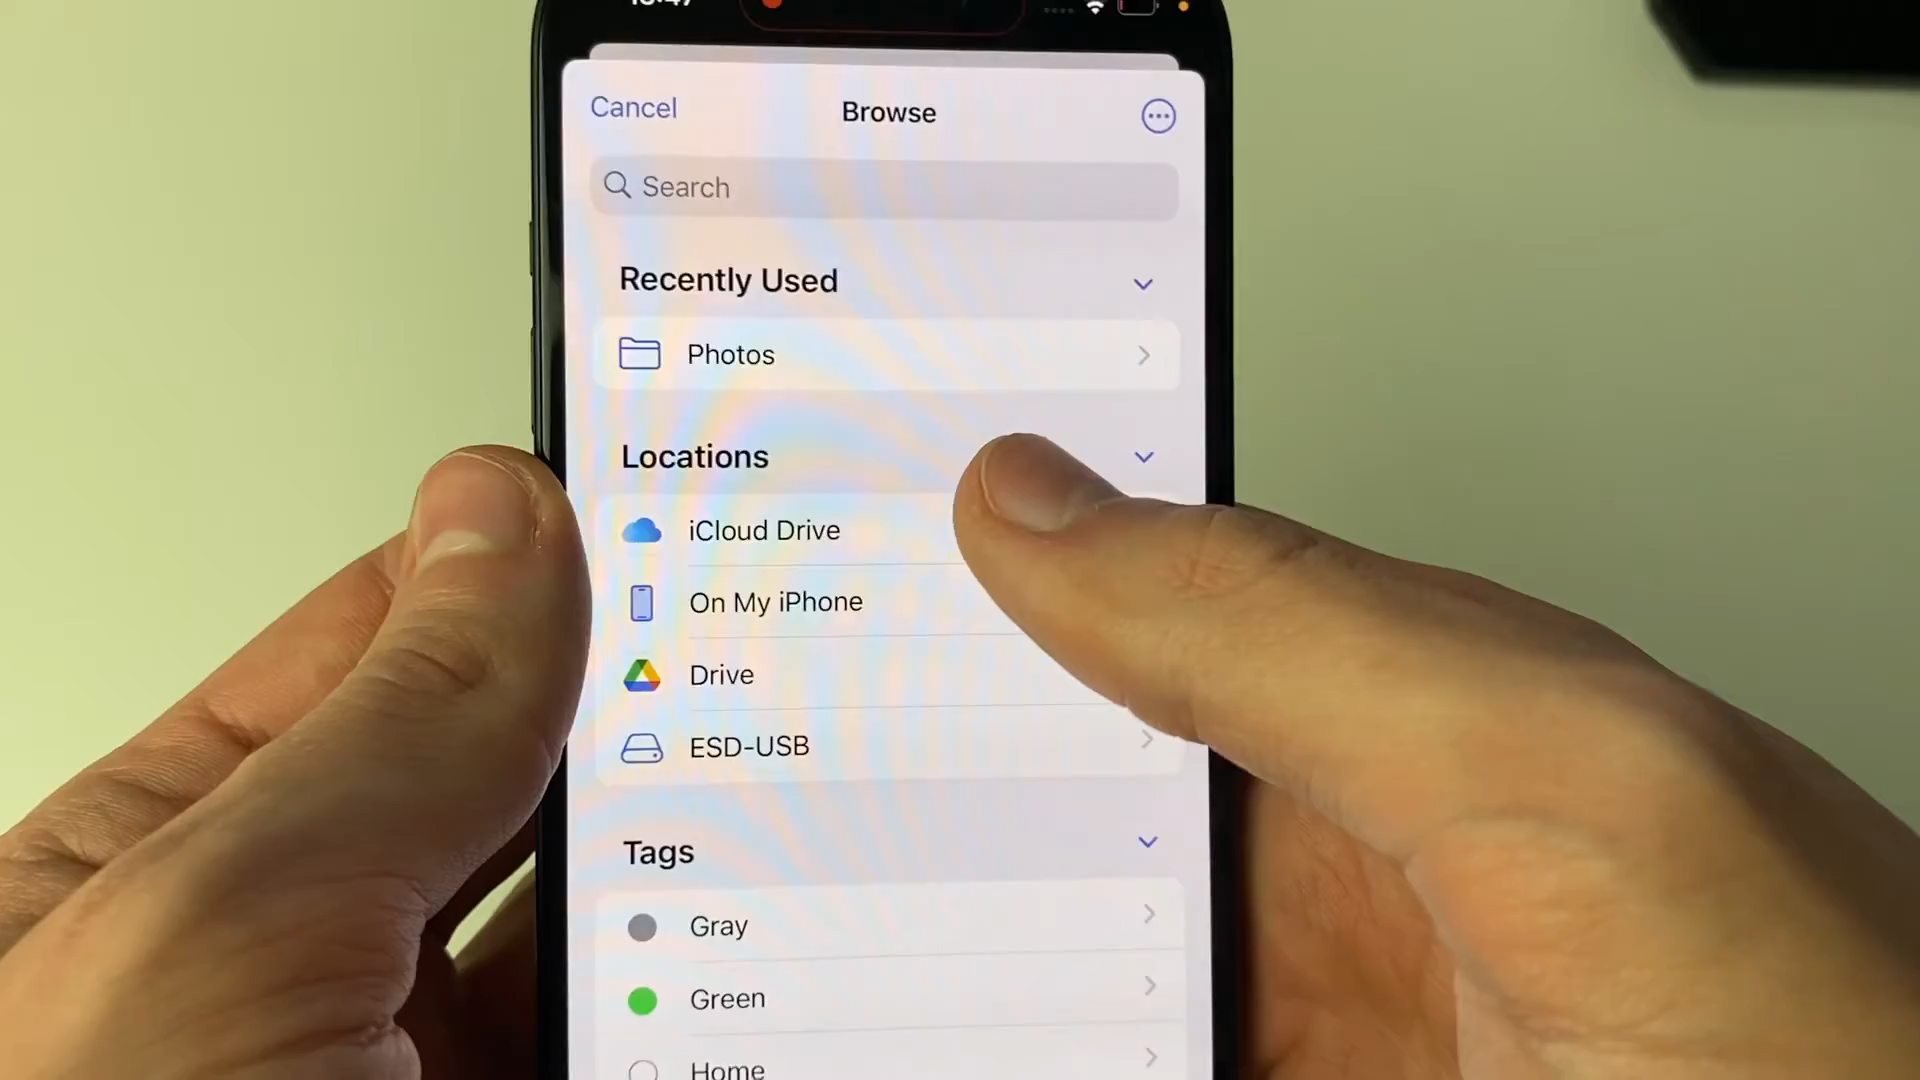 Cancel
Browse
Search
Recently Used
Photos
Locations
iCloud Drive
On My iPhone
Drive
ESD-USB
Tags
Gray
Green
Home